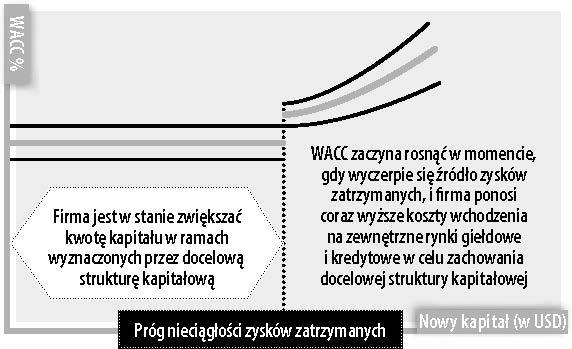 WACC %
Firma jest w stanie zwiększać
kwotę kapitału w ramach
wyznaczonych przez docelową
strukturę kapitałową
WACC zaczyna rosnąć w momencie,
gdy wyczerpie się źródło zysków
zatrzymanych, i firma ponosi
coraz wyższe koszty wchodzenia
na zewnętrzne rynki giełdowe
i kredytowe w celu zachowania
docelowej struktury kapitałowej
Próg nieciągłości zysków zatrzymanych
Nowy kapitał (w USD)